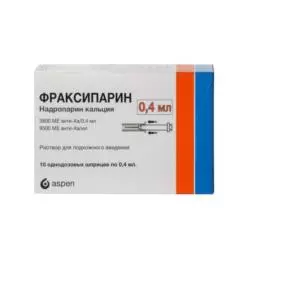 ФРАКСИПАРИН
0,4 мл
Надропарин кальция
3800 МЕ анти-Ха/0.4 мл
9500 МЕ анти-Ха/мл
Раствор для подкожного введения
10 однодозовых шприцев по 0,4 мл.
aspen